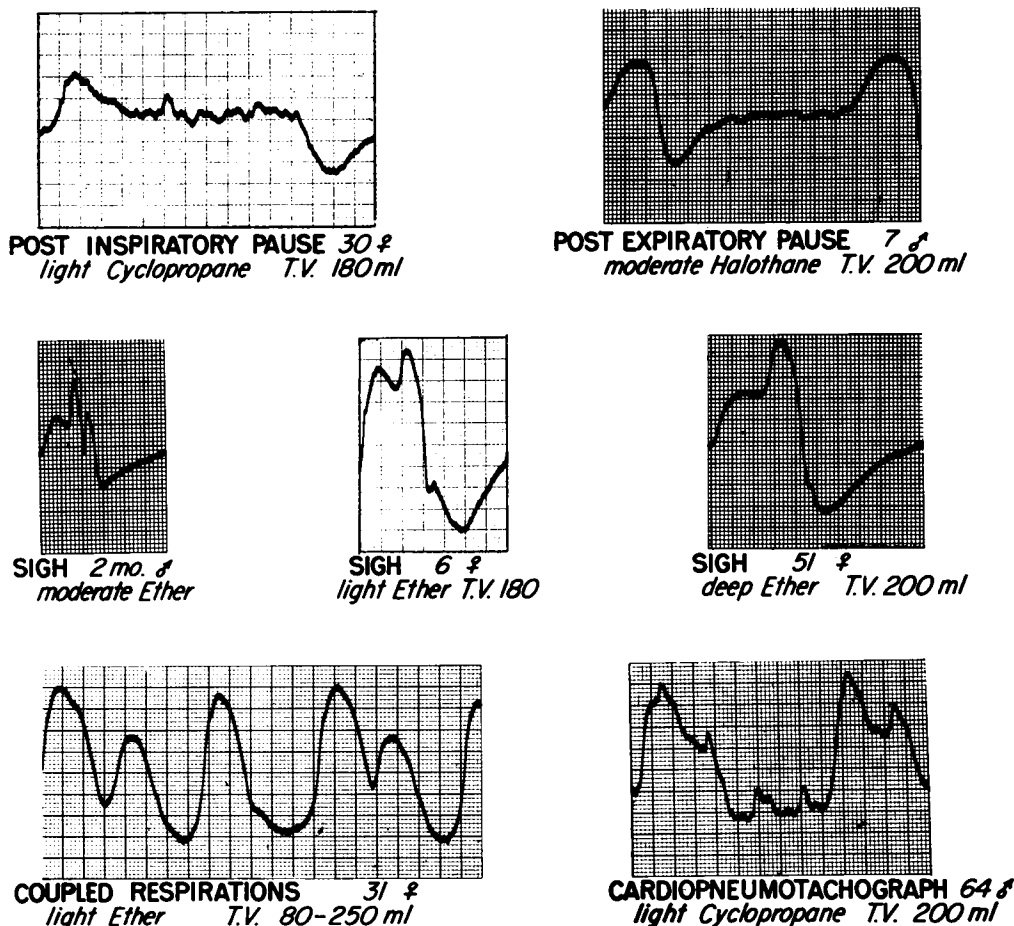 POST INSPIRATORY PAUSE 30 ♀
light Cyclopropane T.V. 180 ml
POST EXPIRATORY PAUSE 7 ♂
moderate Halothane T.V. 200 ml
SIGH 2 mo. ♂
moderate Ether
SIGH 6 ♀
light Ether T.V. 180
SIGH 51 ♀
deep Ether T.V. 200 ml
COUPLED RESPIRATIONS 31 ♀
light Ether T.V. 80-250 ml
CARDIOPNEUMOTACHOGRAPH 64 ♂
light Cyclopropane T.V. 200 ml